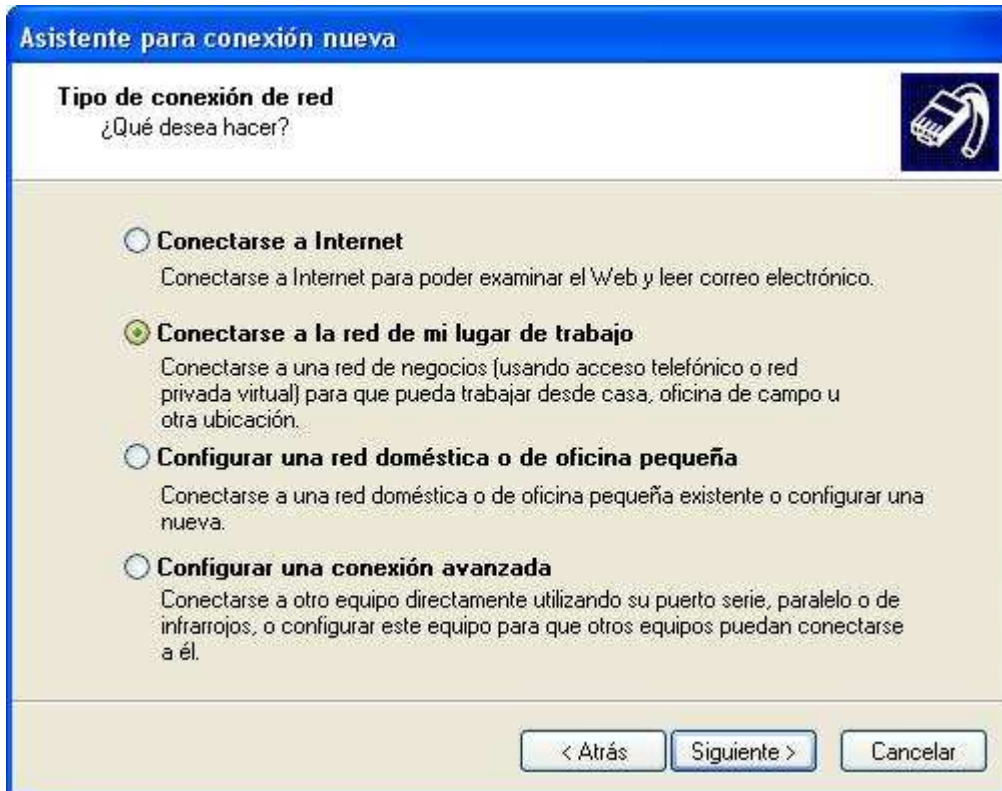 Asistente para conexión nueva
Tipo de conexión de red
¿Qué desea hacer?
Conectarse a Internet
Conectarse a Internet para poder examinar el Web y leer correo electrónico.
Conectarse a la red de mi lugar de trabajo
Conectarse a una red de negocios (usando acceso telefónico o red
privada virtual) para que pueda trabajar desde casa, oficina de campo u
otra ubicación.
Configurar una red doméstica o de oficina pequeña
Conectarse a una red doméstica o de oficina pequeña existente o configurar una
nueva.
Configurar una conexión avanzada
Conectarse a otro equipo directamente utilizando su puerto serie, paralelo o de
infrarrojos, o configurar este equipo para que otros equipos puedan conectarse
a él.
< Atrás Siguiente > Cancelar